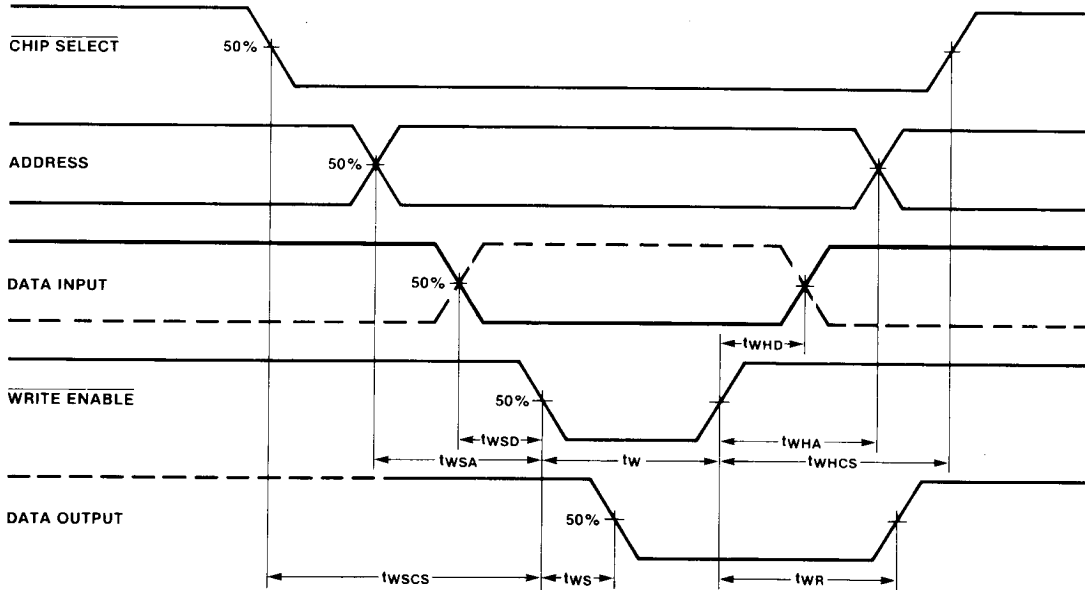 CHIP SELECT
50%
ADDRESS
50%
DATA INPUT
50%
tWHD
WRITE ENABLE
50%
tWSD
tWHA
tWSA
tW
tWHCS
DATA OUTPUT
50%
tWSCS
tWS
tWR